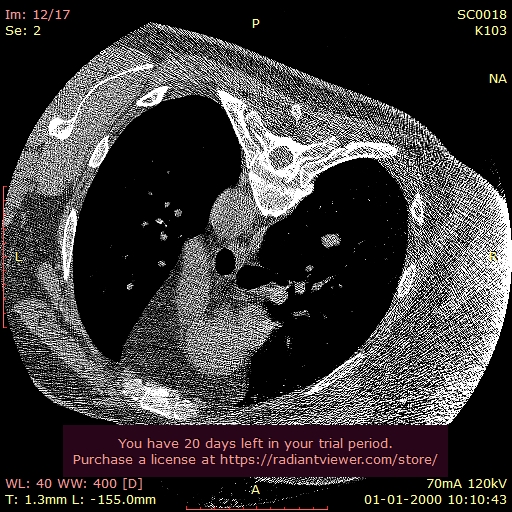 Im: 12/17
Se: 2
P
SC0018
K103
NA
L
R
You have 20 days left in your trial period.
Purchase a license at https://radiantviewer.com/store/
WL: 40 WW: 400 [D]
T: 1.3mm L: -155.0mm
A
70mA 120kV
01-01-2000 10:10:43